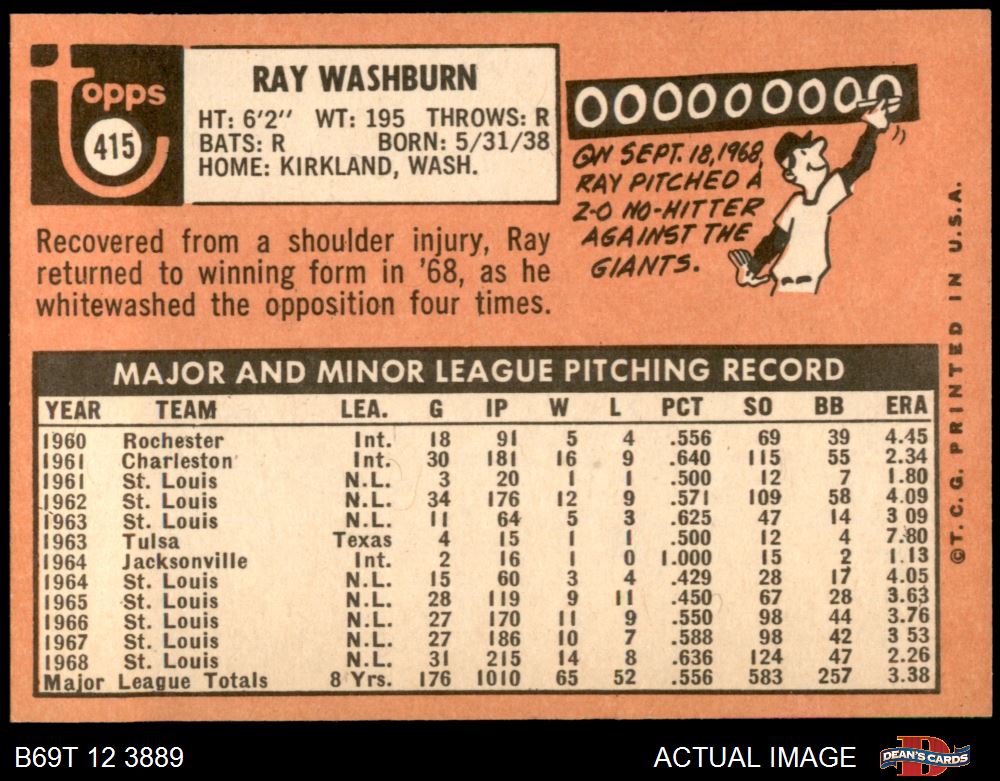 topps
415
RAY WASHBURN
HT: 6'2" WT: 195 THROWS: R
BATS: R BORN: 5/31/38
HOME: KIRKLAND, WASH.
000000000
ON SEPT. 18, 1968,
RAY PITCHED A
2-0 NO-HITTER
AGAINST THE
GIANTS.
Recovered from a shoulder injury, Ray
returned to winning form in '68, as he
whitewashed the opposition four times.
MAJOR AND MINOR LEAGUE PITCHING RECORD
YEAR TEAM LEA. G IP W L PCT SO BB ERA
1960 Rochester Int. 18 91 5 4 .556 69 39 4.45
1961 Charleston Int. 30 181 16 9 .640 115 55 2.34
1961 St. Louis N.L. 3 20 1 1 .500 12 7 1.80
1962 St. Louis N.L. 34 176 12 9 .571 109 58 4.09
1963 St. Louis N.L. 11 64 5 3 .625 47 14 3 09
1963 Tulsa Texas 4 15 1 1 .500 12 4 7.80
1964 Jacksonville Int. 2 16 1 0 1.000 15 2 1.13
1964 St. Louis N.L. 15 60 3 4 .429 28 17 4.05
1965 St. Louis N.L. 28 119 9 11 .450 67 28 3.63
1966 St. Louis N.L. 27 170 11 9 .550 98 44 3.76
1967 St. Louis N.L. 27 186 10 7 .588 98 42 3 53
1968 St. Louis N.L. 31 215 14 8 .636 124 47 2.26
Major League Totals 8 Yrs. 176 1010 65 52 .556 583 257 3.38
©T. C. G. PRINTED IN U.S.A.
B69T 12 3889
ACTUAL IMAGE
D
DEAN'S CARDS